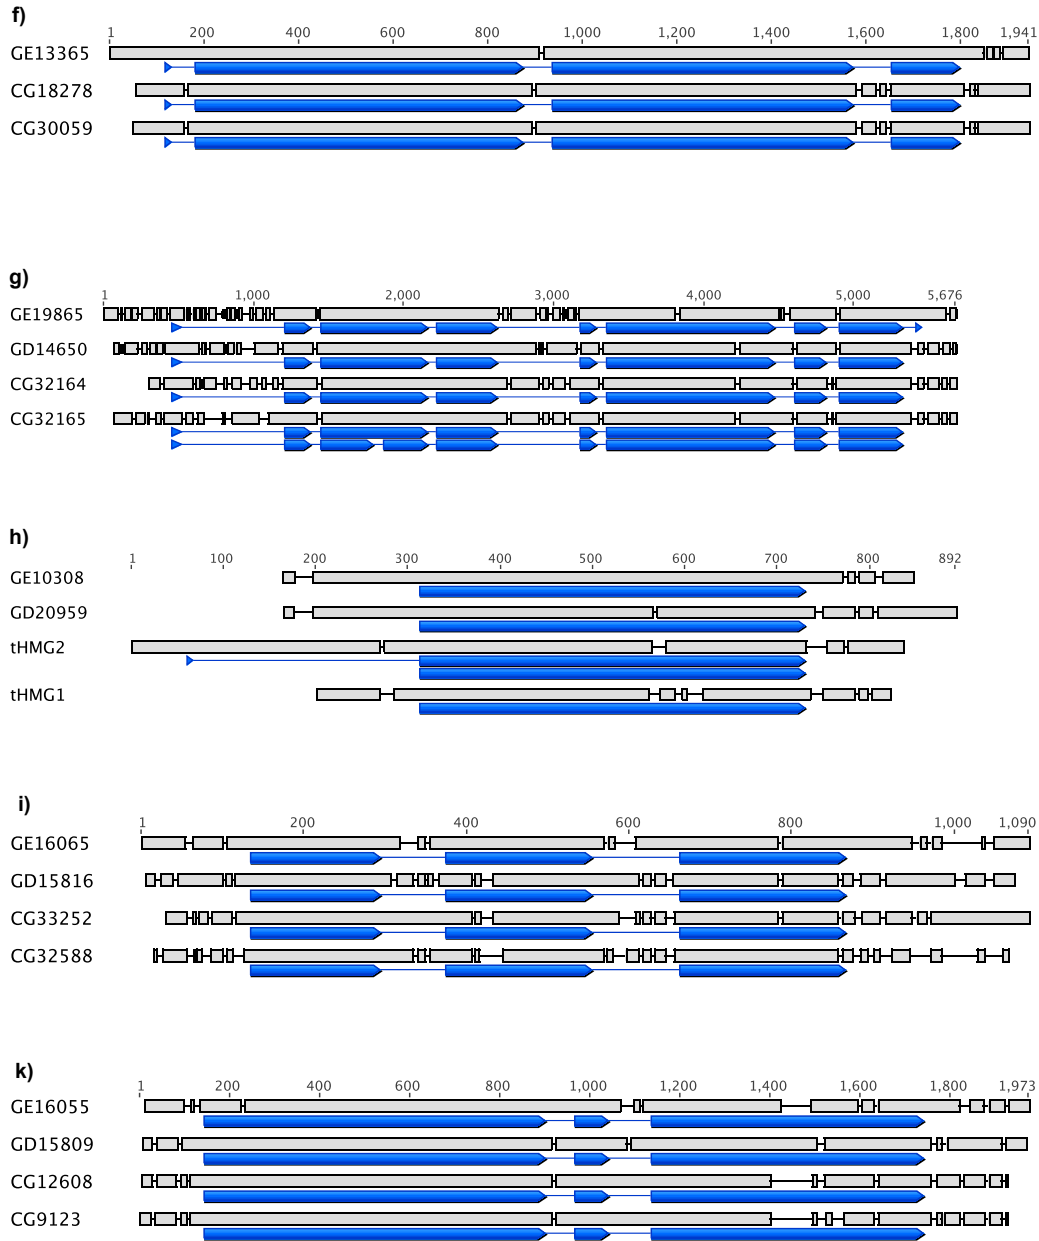 f)
1 200 400 600 800 1,000 1,200 1,400 1,600 1,800 1,941
GE13365
CG18278
CG30059
g)
1 1,000 2,000 3,000 4,000 5,000 5,676
GE19865
GD14650
CG32164
CG32165
h)
1 100 200 300 400 500 600 700 800 892
GE10308
GD20959
tHMG2
tHMG1
i)
1 200 400 600 800 1,000 1,090
GE16065
GD15816
CG33252
CG32588
k)
1 200 400 600 800 1,000 1,200 1,400 1,600 1,800 1,973
GE16055
GD15809
CG12608
CG9123